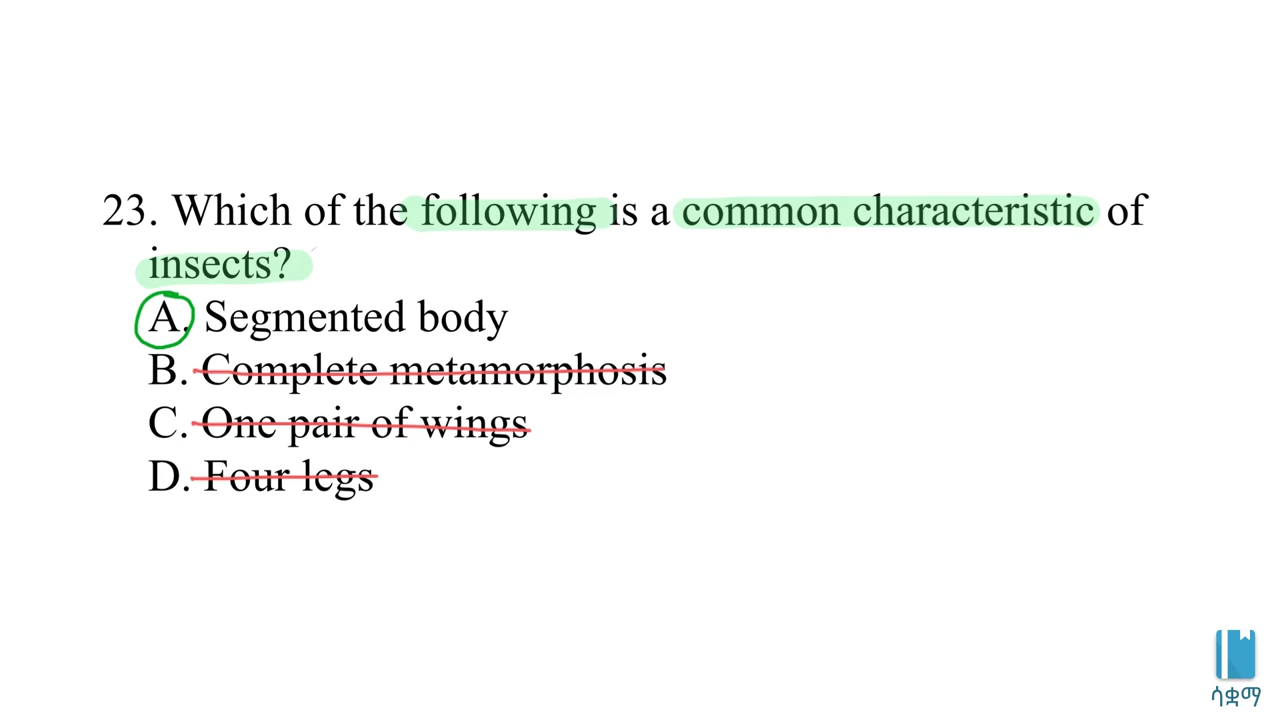 23. Which of the following is a common characteristic of
insects?
A. Segmented body
B. Complete metamorphosis
C. One pair of wings
D. Four legs
ሳቋማ